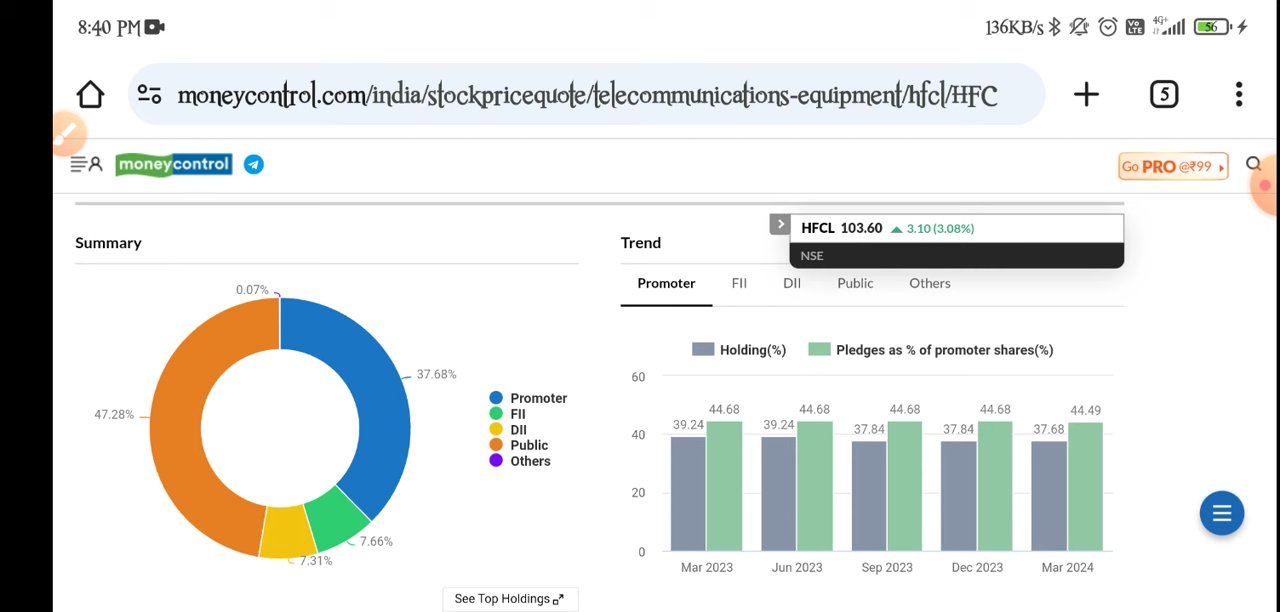 8:40 PM
136KB/s Vo LTE 4G+ 56
moneycontrol.com/india/stockpricequote/telecommunications-equipment/hfcl/HFC
5
moneycontrol
Go PRO @₹99
HFCL 103.60 3.10 (3.08%)
NSE
Summary
0.07%
37.68%
47.28%
7.66%
7.31%
Promoter
FII
DII
Public
Others
See Top Holdings
Trend
Promoter FII DII Public Others
Holding(%) Pledges as % of promoter shares(%)
60
40
20
0
39.24 44.68 39.24 44.68 37.84 44.68 37.84 44.68 37.68 44.49
Mar 2023 Jun 2023 Sep 2023 Dec 2023 Mar 2024